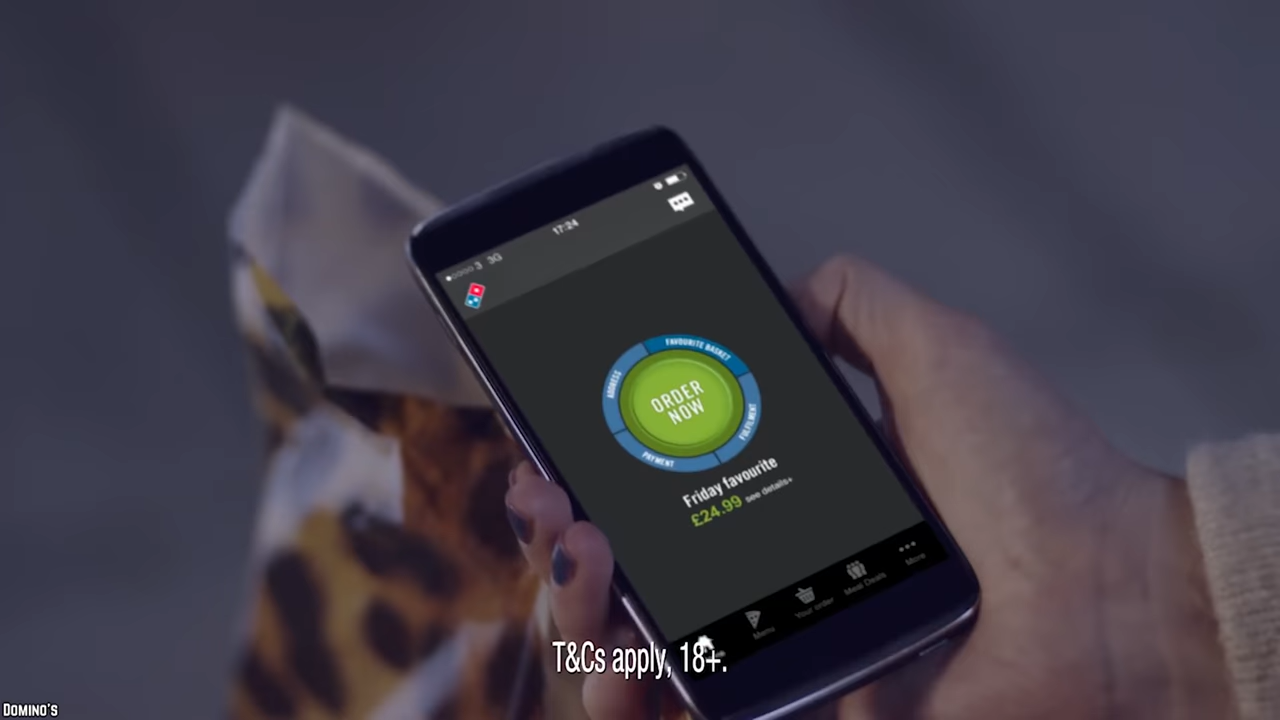 17:24
3 3G
FAVOURITE BASKET
ADDRESS
ORDER
NOW
FULFILMENT
PAYMENT
Friday favourite
£24.99 see details+
Menu
Your order
Meal Deals
More
T&Cs apply, 18+.
DOMINO'S